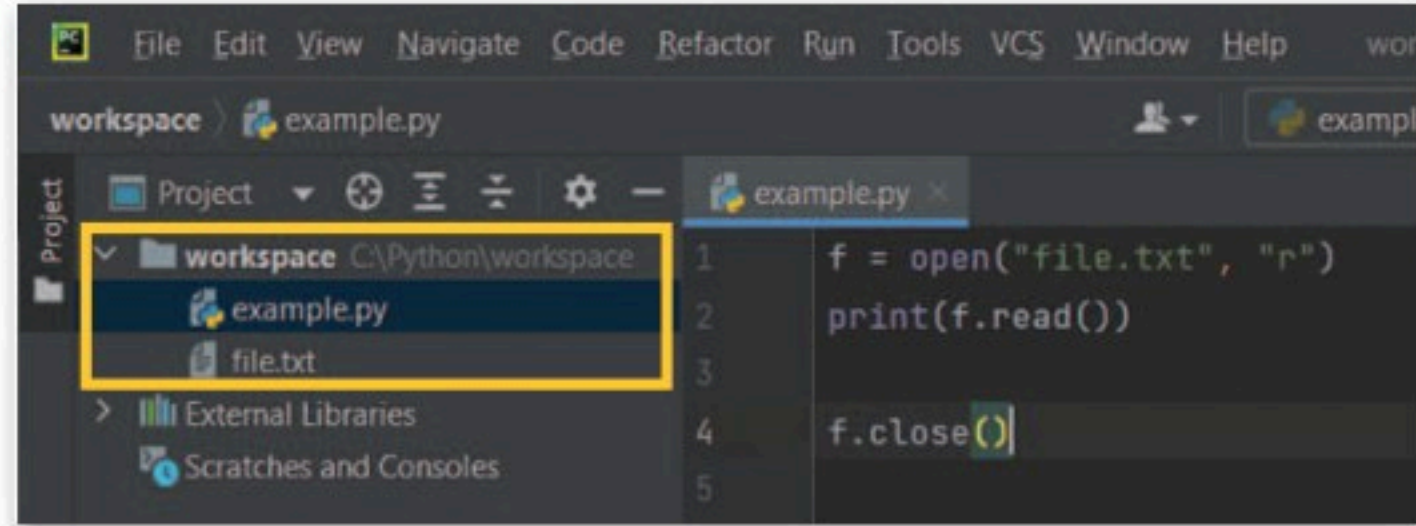 PC
File Edit View Navigate Code Refactor Run Tools VCS Window Help
workspace example.py
Project
Project
example.py
workspace C:\Python\workspace
example.py
file.txt
External Libraries
Scratches and Consoles
1 f = open("file.txt", "r")
2 print(f.read())
3
4 f.close()
5